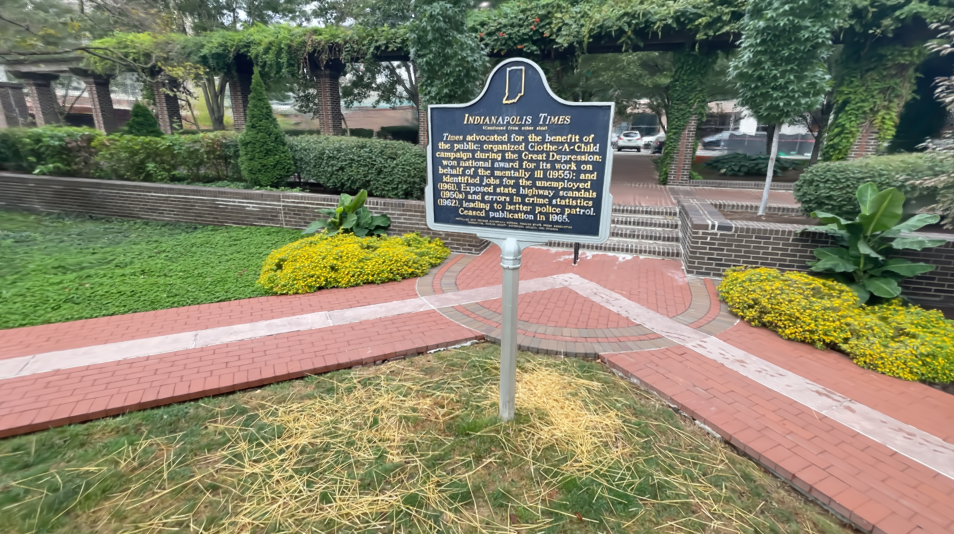 INDIANAPOLIS TIMES
(Continued from other side)
Times advocated for the benefit of
the public; organized Clothe-A-Child
campaign during the Great Depression;
won national award for its work on
behalf of the mentally ill (1955); and
identified jobs for the unemployed
(1961). Exposed state highway scandals
(1950s) and errors in crime statistics
(1962), leading to better police patrol.
Ceased publication in 1965.